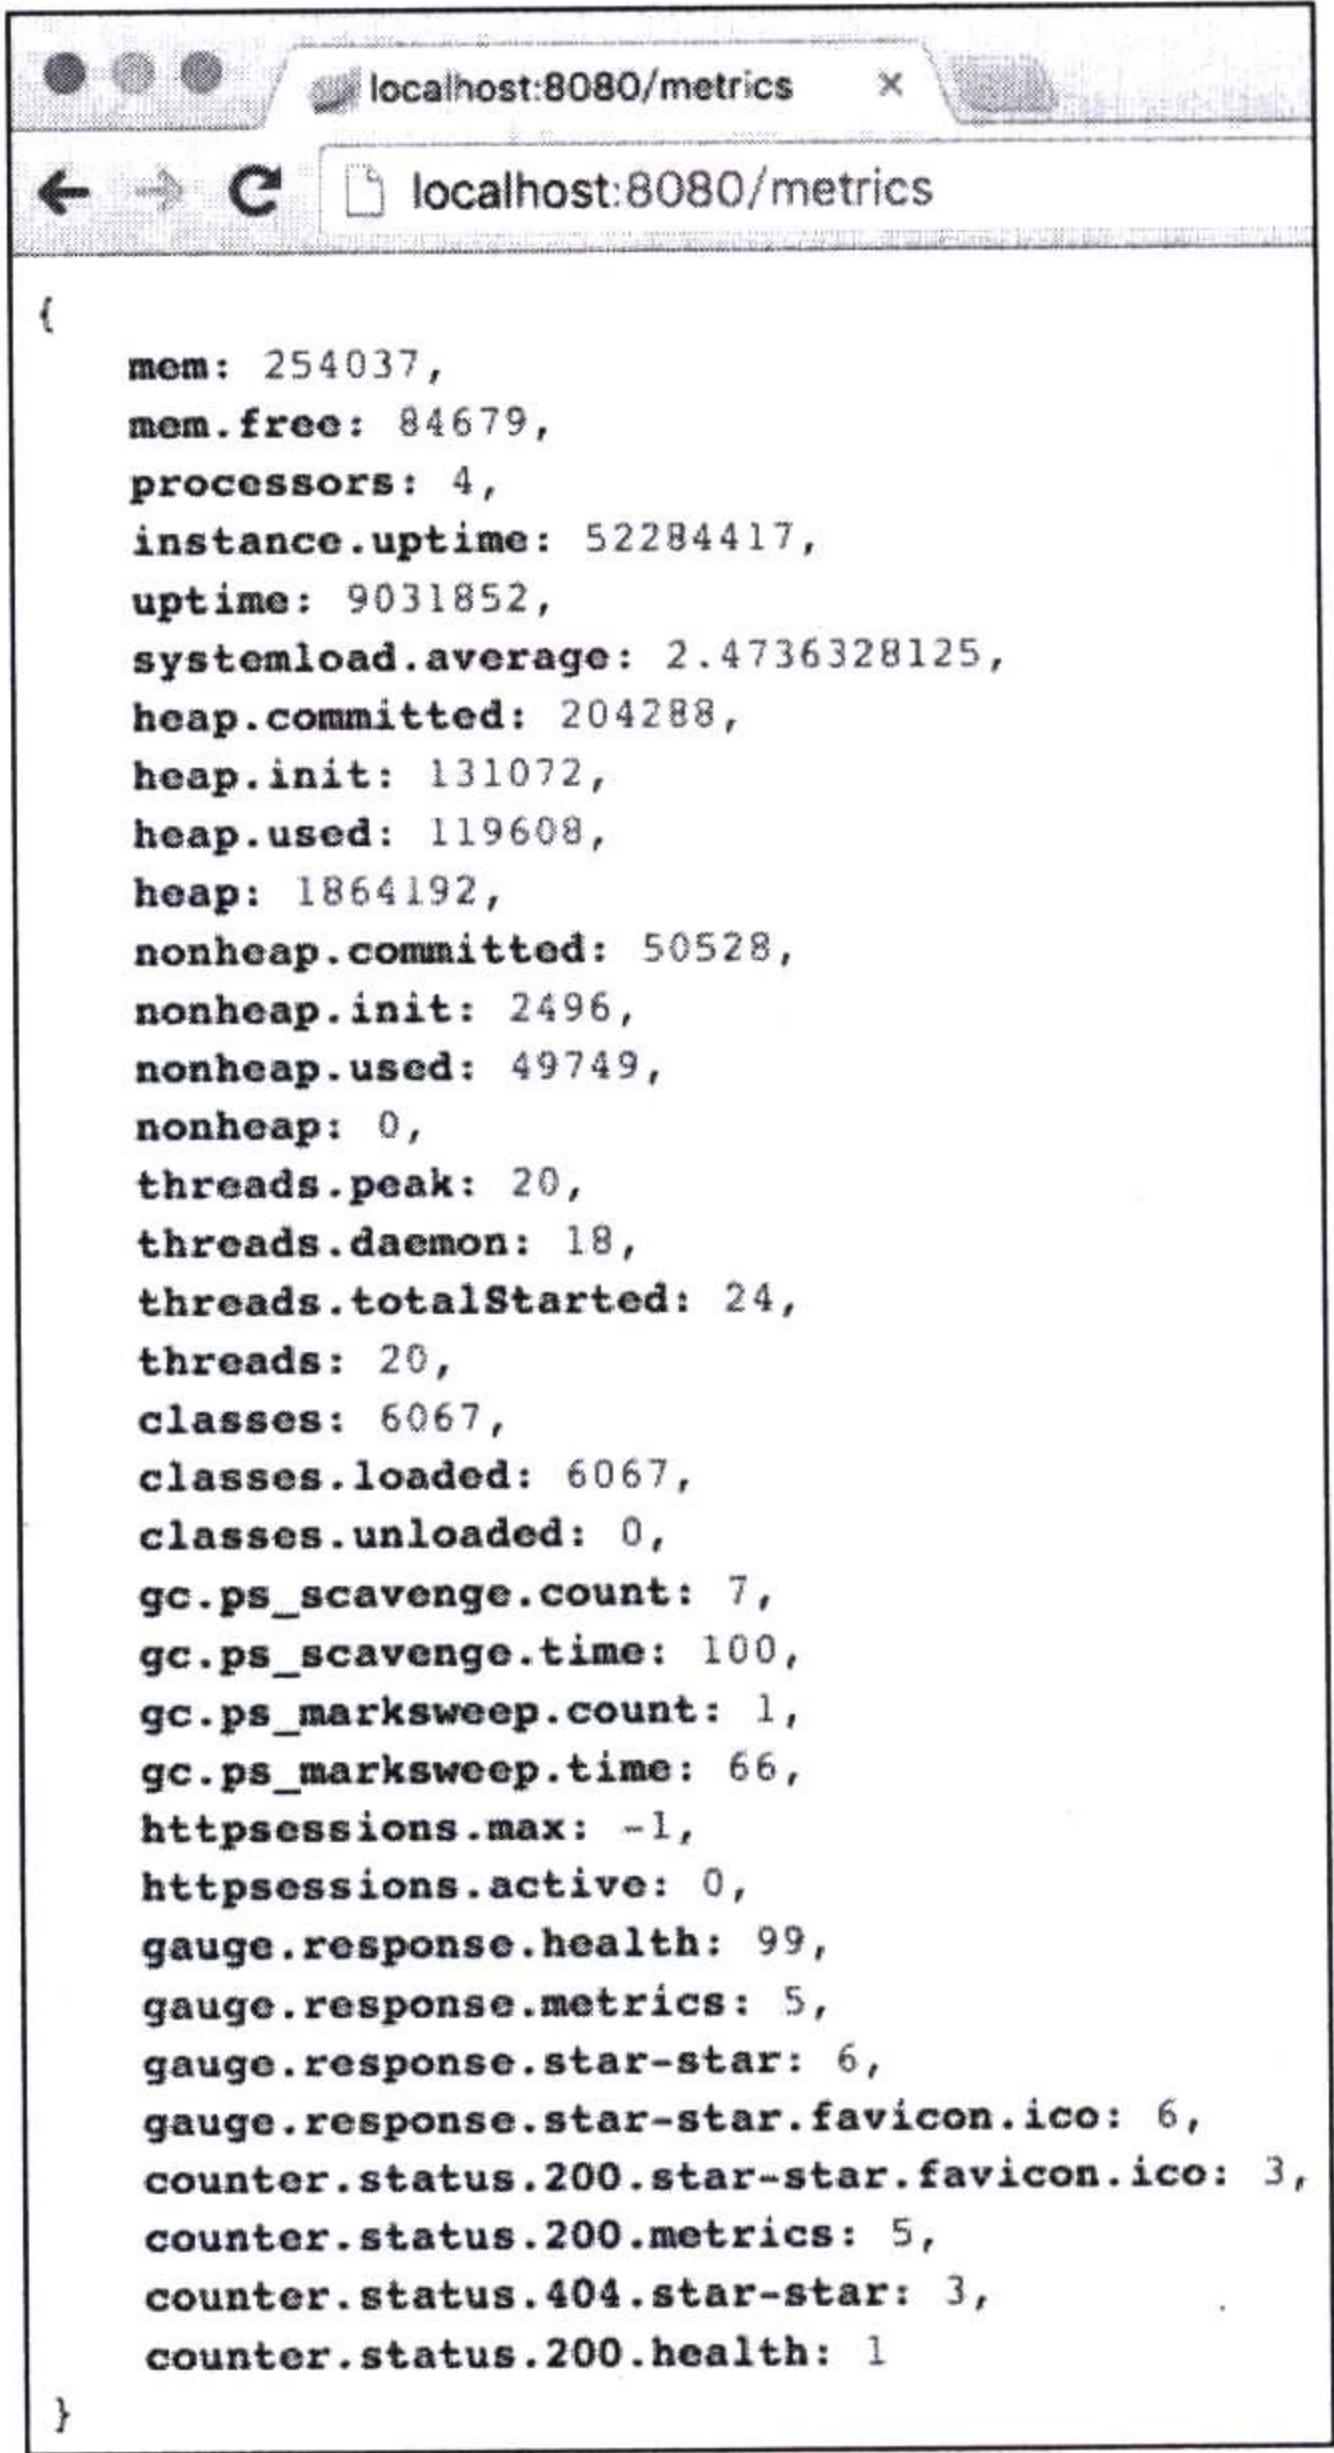 localhost:8080/metrics
localhost:8080/metrics
{
mem: 254037,
mem.free: 84679,
processors: 4,
instance.uptime: 52284417,
uptime: 9031852,
systemload.average: 2.4736328125,
heap.committed: 204288,
heap.init: 131072,
heap.used: 119608,
heap: 1864192,
nonheap.committed: 50528,
nonheap.init: 2496,
nonheap.used: 49749,
nonheap: 0,
threads.peak: 20,
threads.daemon: 18,
threads.totalStarted: 24,
threads: 20,
classes: 6067,
classes.loaded: 6067,
classes.unloaded: 0,
gc.ps_scavenge.count: 7,
gc.ps_scavenge.time: 100,
gc.ps_marksweep.count: 1,
gc.ps_marksweep.time: 66,
httpsessions.max: -1,
httpsessions.active: 0,
gauge.response.health: 99,
gauge.response.metrics: 5,
gauge.response.star-star: 6,
gauge.response.star-star.favicon.ico: 6,
counter.status.200.star-star.favicon.ico: 3,
counter.status.200.metrics: 5,
counter.status.404.star-star: 3,
counter.status.200.health: 1
}